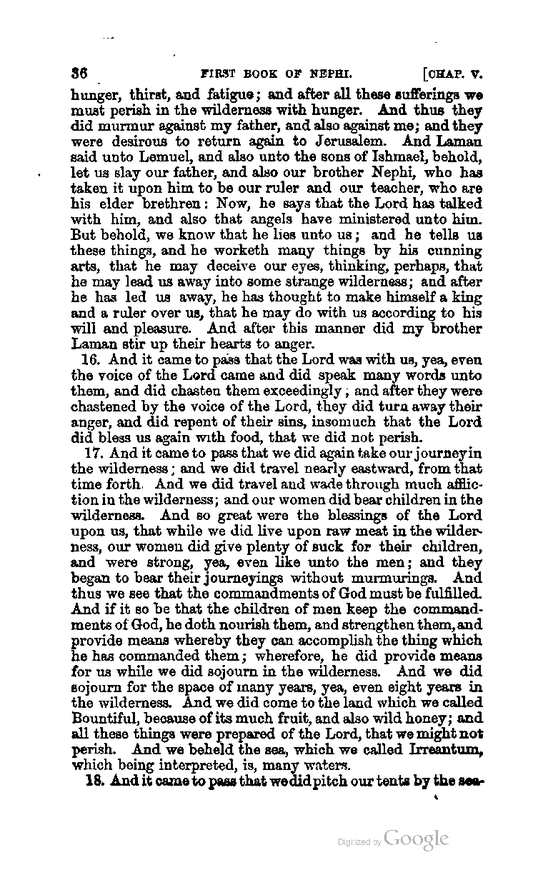 36 FIRST BOOK OF NEPHI. [CHAP. V.
hunger, thirst, and fatigue; and after all these sufferings we
must perish in the wilderness with hunger. And thus they
did murmur against my father, and also against me; and they
were desirous to return again to Jerusalem. And Laman
said unto Lemuel, and also unto the sons of Ishmael, behold,
let us slay our father, and also our brother Nephi, who has
taken it upon him to be our ruler and our teacher, who are
his elder brethren: Now, he says that the Lord has talked
with him, and also that angels have ministered unto him.
But behold, we know that he lies unto us; and he tells us
these things, and he worketh many things by his cunning
arts, that he may deceive our eyes, thinking, perhaps, that
he may lead us away into some strange wilderness; and after
he has led us away, he has thought to make himself a king
and a ruler over us, that he may do with us according to his
will and pleasure. And after this manner did my brother
Laman stir up their hearts to anger.
16. And it came to pass that the Lord was with us, yea, even
the voice of the Lord came and did speak many words unto
them, and did chasten them exceedingly; and after they were
chastened by the voice of the Lord, they did turn away their
anger, and did repent of their sins, insomuch that the Lord
did bless us again with food, that we did not perish.
17. And it came to pass that we did again take our journey in
the wilderness; and we did travel nearly eastward, from that
time forth. And we did travel and wade through much afflic-
tion in the wilderness; and our women did bear children in the
wilderness. And so great were the blessings of the Lord
upon us, that while we did live upon raw meat in the wilder-
ness, our women did give plenty of suck for their children,
and were strong, yea, even like unto the men; and they
began to bear their journeyings without murmurings. And
thus we see that the commandments of God must be fulfilled.
And if it so be that the children of men keep the command-
ments of God, he doth nourish them, and strengthen them, and
provide means whereby they can accomplish the thing which
he has commanded them; wherefore, he did provide means
for us while we did sojourn in the wilderness. And we did
sojourn for the space of many years, yea, even eight years in
the wilderness. And we did come to the land which we called
Bountiful, because of its much fruit, and also wild honey; and
all these things were prepared of the Lord, that we might not
perish. And we beheld the sea, which we called Irreantum,
which being interpreted, is, many waters.
18. And it came to pass that we did pitch our tents by the sea-
Digitized by Google